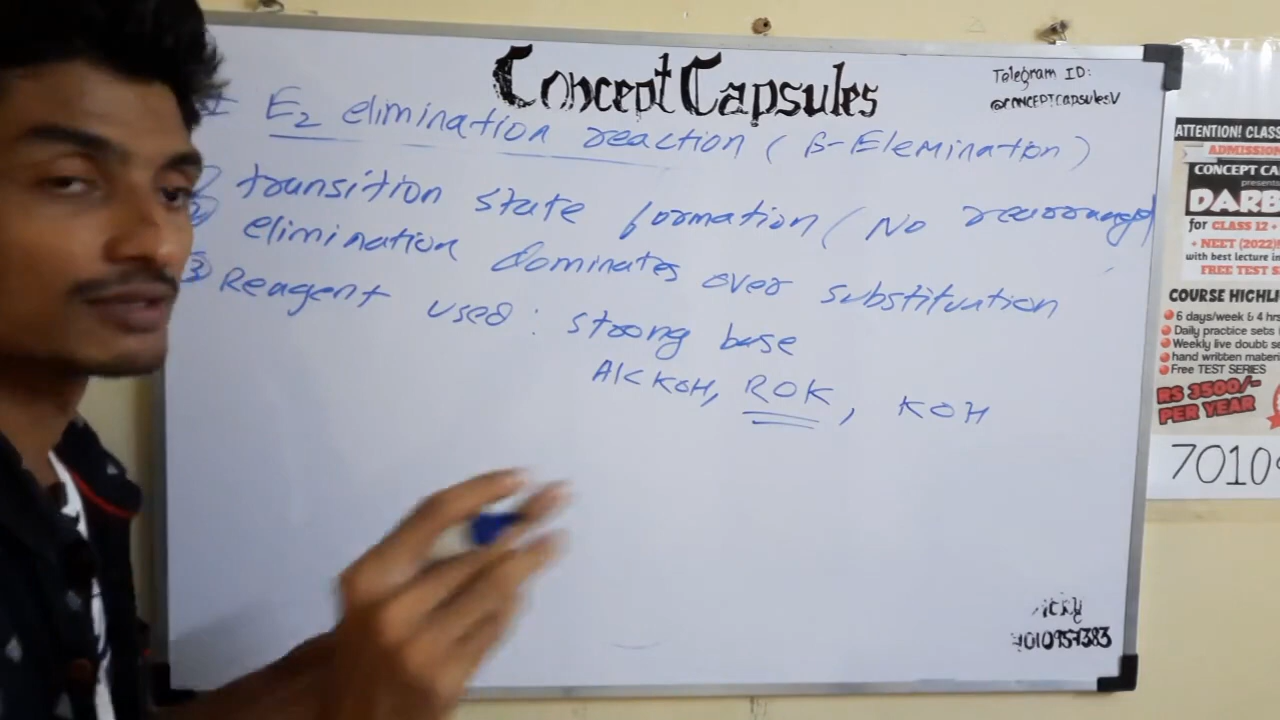 Concept Capsules
Telegram ID:
@CONCEPTCapsulesV
E2 elimination reaction (β-Elemination)
transition state formation (No rearrange
② elimination dominates over substitution
③ Reagent used: strong base
Alc KOH, ROK, KOH
7010957383
ATTENTION! CLASS
ADMISSION
CONCEPT CA
presents
DARB
for CLASS 12 +
+ NEET (2022)
with best lecture in
FREE TEST S
COURSE HIGHLI
6 days/week & 4 hrs
Daily practice sets
Weekly live doubt se
hand written materi
Free TEST SERIES
RS 3500/-
PER YEAR
7010